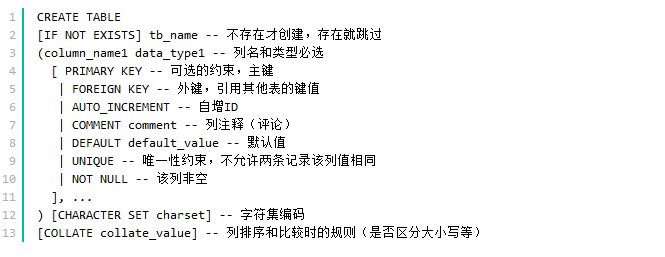 1 CREATE TABLE
2 [IF NOT EXISTS] tb_name -- 不存在才创建，存在就跳过
3 (column_name1 data_type1 -- 列名和类型必选
4 [ PRIMARY KEY -- 可选的约束，主键
5 | FOREIGN KEY -- 外键，引用其他表的键值
6 | AUTO_INCREMENT -- 自增ID
7 | COMMENT comment -- 列注释（评论）
8 | DEFAULT default_value -- 默认值
9 | UNIQUE -- 唯一性约束，不允许两条记录该列值相同
10 | NOT NULL -- 该列非空
11 ], ...
12 ) [CHARACTER SET charset] -- 字符集编码
13 [COLLATE collate_value] -- 列排序和比较时的规则（是否区分大小写等）